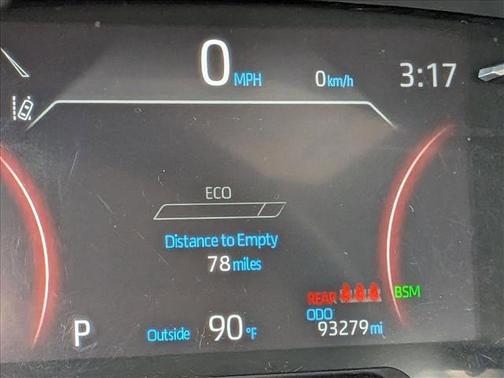 0 MPH 0 km/h 3:17
ECO
Distance to Empty
78 miles
REAR BSM
ODO
P Outside 90 °F 93279 mi